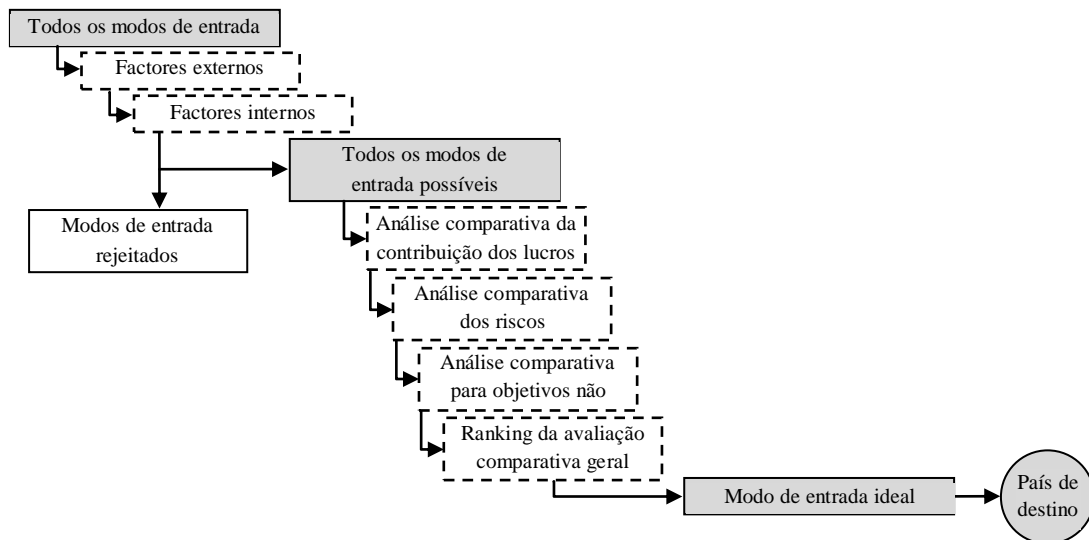 Todos os modos de entrada
Factores externos
Factores internos
Todos os modos de
entrada possíveis
Modos de entrada
rejeitados
Análise comparativa da
contribuição dos lucros
Análise comparativa
dos riscos
Análise comparativa
para objetivos não
Ranking da avaliação
comparativa geral
Modo de entrada ideal
País de
destino